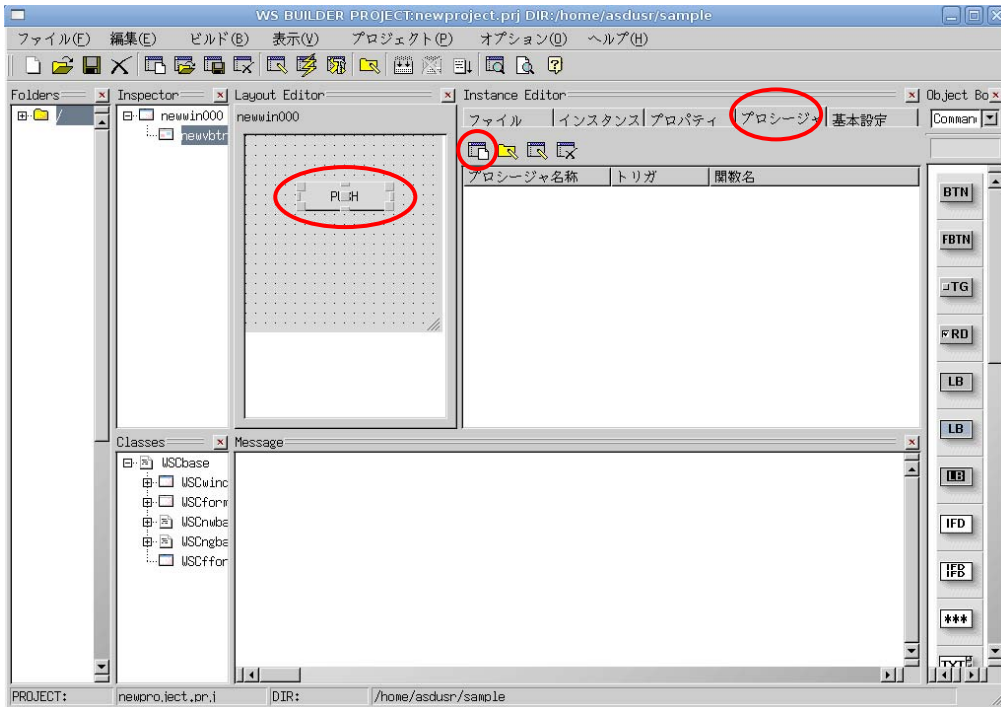 WS BUILDER PROJECT:newproject.prj DIR:/home/asdusr/sample
ファイル(F) 編集(E) ビルド(B) 表示(V) プロジェクト(P) オプション(O) ヘルプ(H)
Folders
/
Inspector
newwin000
newvbtn
Layout Editor
newwin000
PUSH
Instance Editor
ファイル インスタンス プロパティ プロシージャ 基本設定
プロシージャ名称 トリガ 関数名
Object Bo
Comman
BTN
FBTN
TG
RD
LB
LB
LB
IFD
IFD
IFD
***
TXT
Classes
WSCbase
WSCwinc
WSCform
WSCnwba
WSCngba
WSCffor
Message
PROJECT: newproject.prj DIR: /home/asdusr/sample